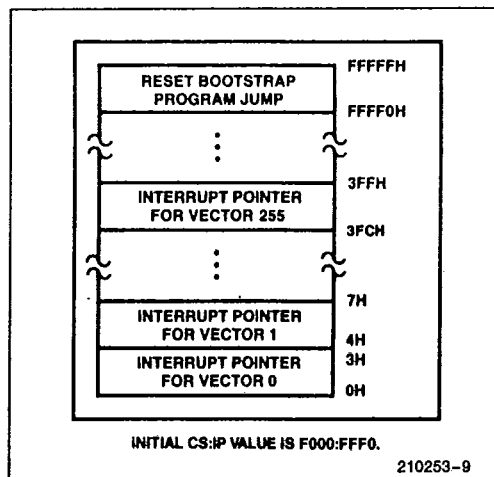 RESET BOOTSTRAP
PROGRAM JUMP
FFFFFH
FFFF0H
INTERRUPT POINTER
FOR VECTOR 255
3FFH
3FCH
INTERRUPT POINTER
FOR VECTOR 1
7H
4H
INTERRUPT POINTER
FOR VECTOR 0
3H
0H
INITIAL CS:IP VALUE IS F000:FFF0.
210253-9